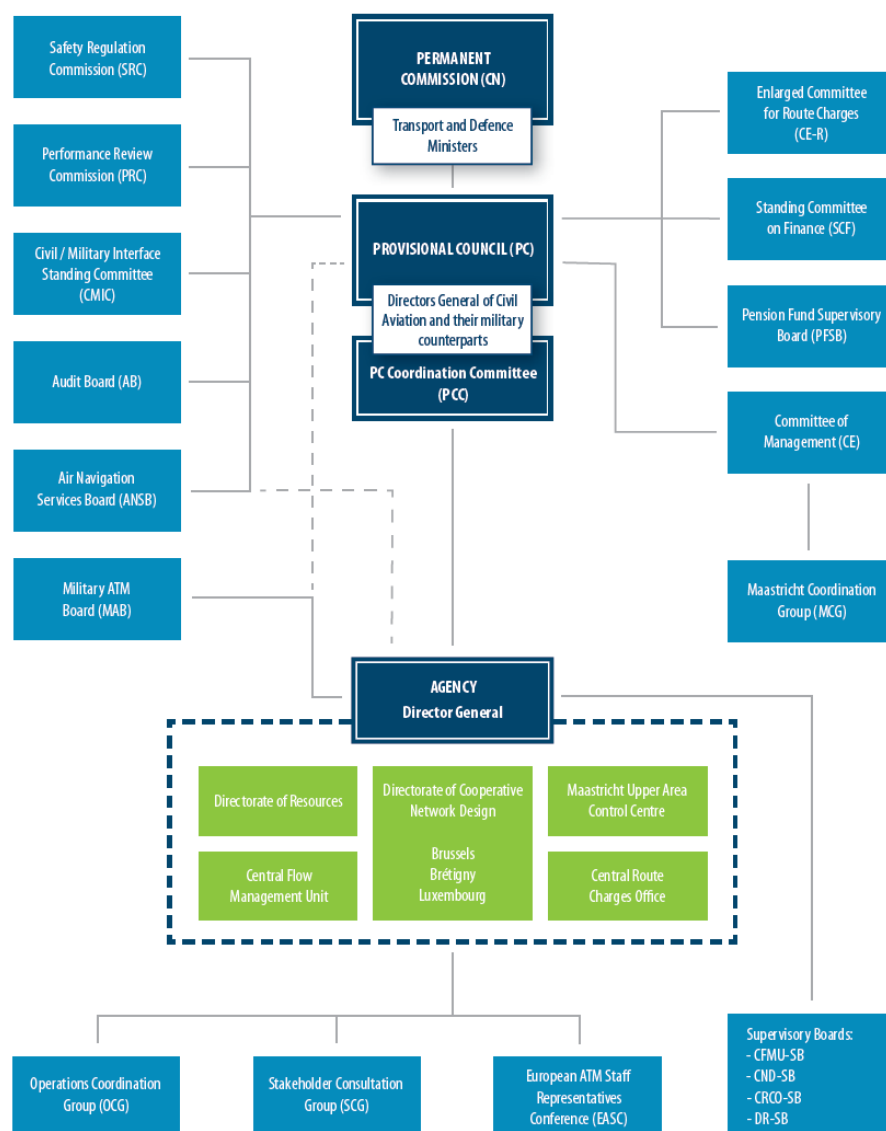 Safety Regulation
Commission (SRC)
Performance Review
Commission (PRC)
Civil / Military Interface
Standing Committee
(CMIC)
Audit Board (AB)
Air Navigation
Services Board (ANSB)
Military ATM
Board (MAB)
PERMANENT
COMMISSION (CN)
Transport and Defence
Ministers
PROVISIONAL COUNCIL (PC)
Directors General of Civil
Aviation and their military
counterparts
PC Coordination Committee
(PCC)
Enlarged Committee
for Route Charges
(CE-R)
Standing Committee
on Finance (SCF)
Pension Fund Supervisory
Board (PFSB)
Committee of
Management (CE)
Maastricht Coordination
Group (MCG)
AGENCY
Director General
Directorate of Resources
Directorate of Cooperative
Network Design
Brussels
Brétigny
Luxembourg
Maastricht Upper Area
Control Centre
Central Flow
Management Unit
Central Route
Charges Office
Operations Coordination
Group (OCG)
Stakeholder Consultation
Group (SCG)
European ATM Staff
Representatives
Conference (EASC)
Supervisory Boards:
- CFMU-SB
- CND-SB
- CRCO-SB
- DR-SB